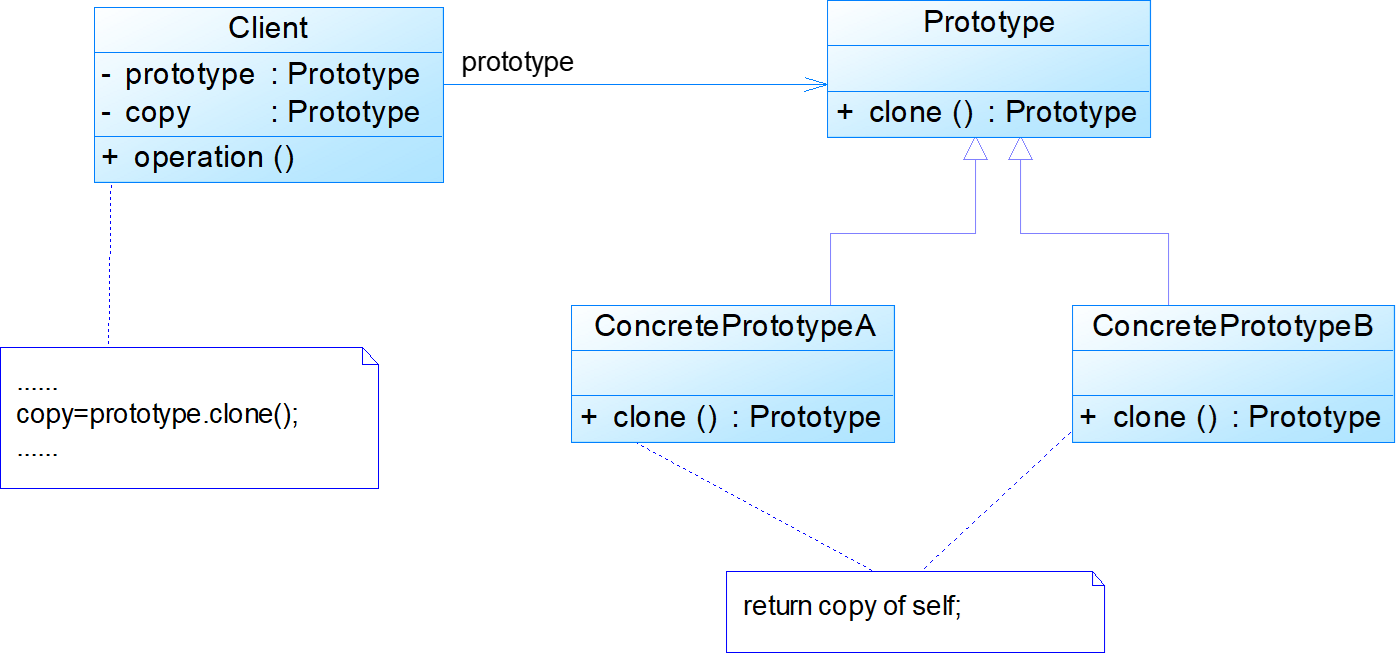 Client
- prototype : Prototype
- copy : Prototype
+ operation ()
prototype
Prototype
+ clone () : Prototype
ConcretePrototypeA
+ clone () : Prototype
ConcretePrototypeB
+ clone () : Prototype
......
copy=prototype.clone();
......
return copy of self;